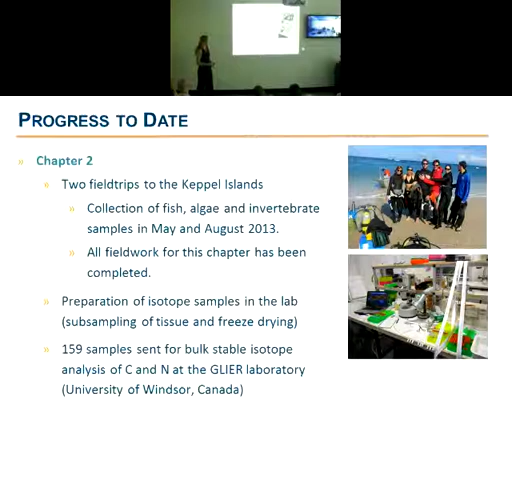 PROGRESS TO DATE
» Chapter 2
» Two fieldtrips to the Keppel Islands
» Collection of fish, algae and invertebrate
samples in May and August 2013.
» All fieldwork for this chapter has been
completed.
» Preparation of isotope samples in the lab
(subsampling of tissue and freeze drying)
» 159 samples sent for bulk stable isotope
analysis of C and N at the GLIER laboratory
(University of Windsor, Canada)